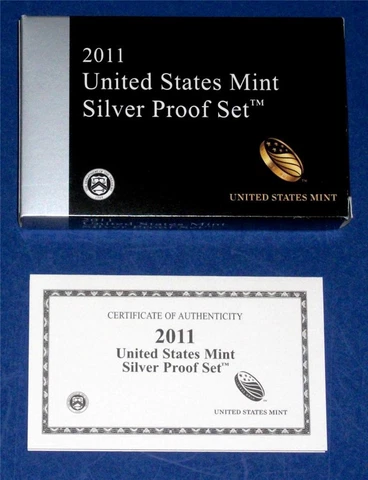 2011
United States Mint
Silver Proof Set™
UNITED STATES MINT
CERTIFICATE OF AUTHENTICITY
2011
United States Mint
Silver Proof Set™
UNITED STATES MINT